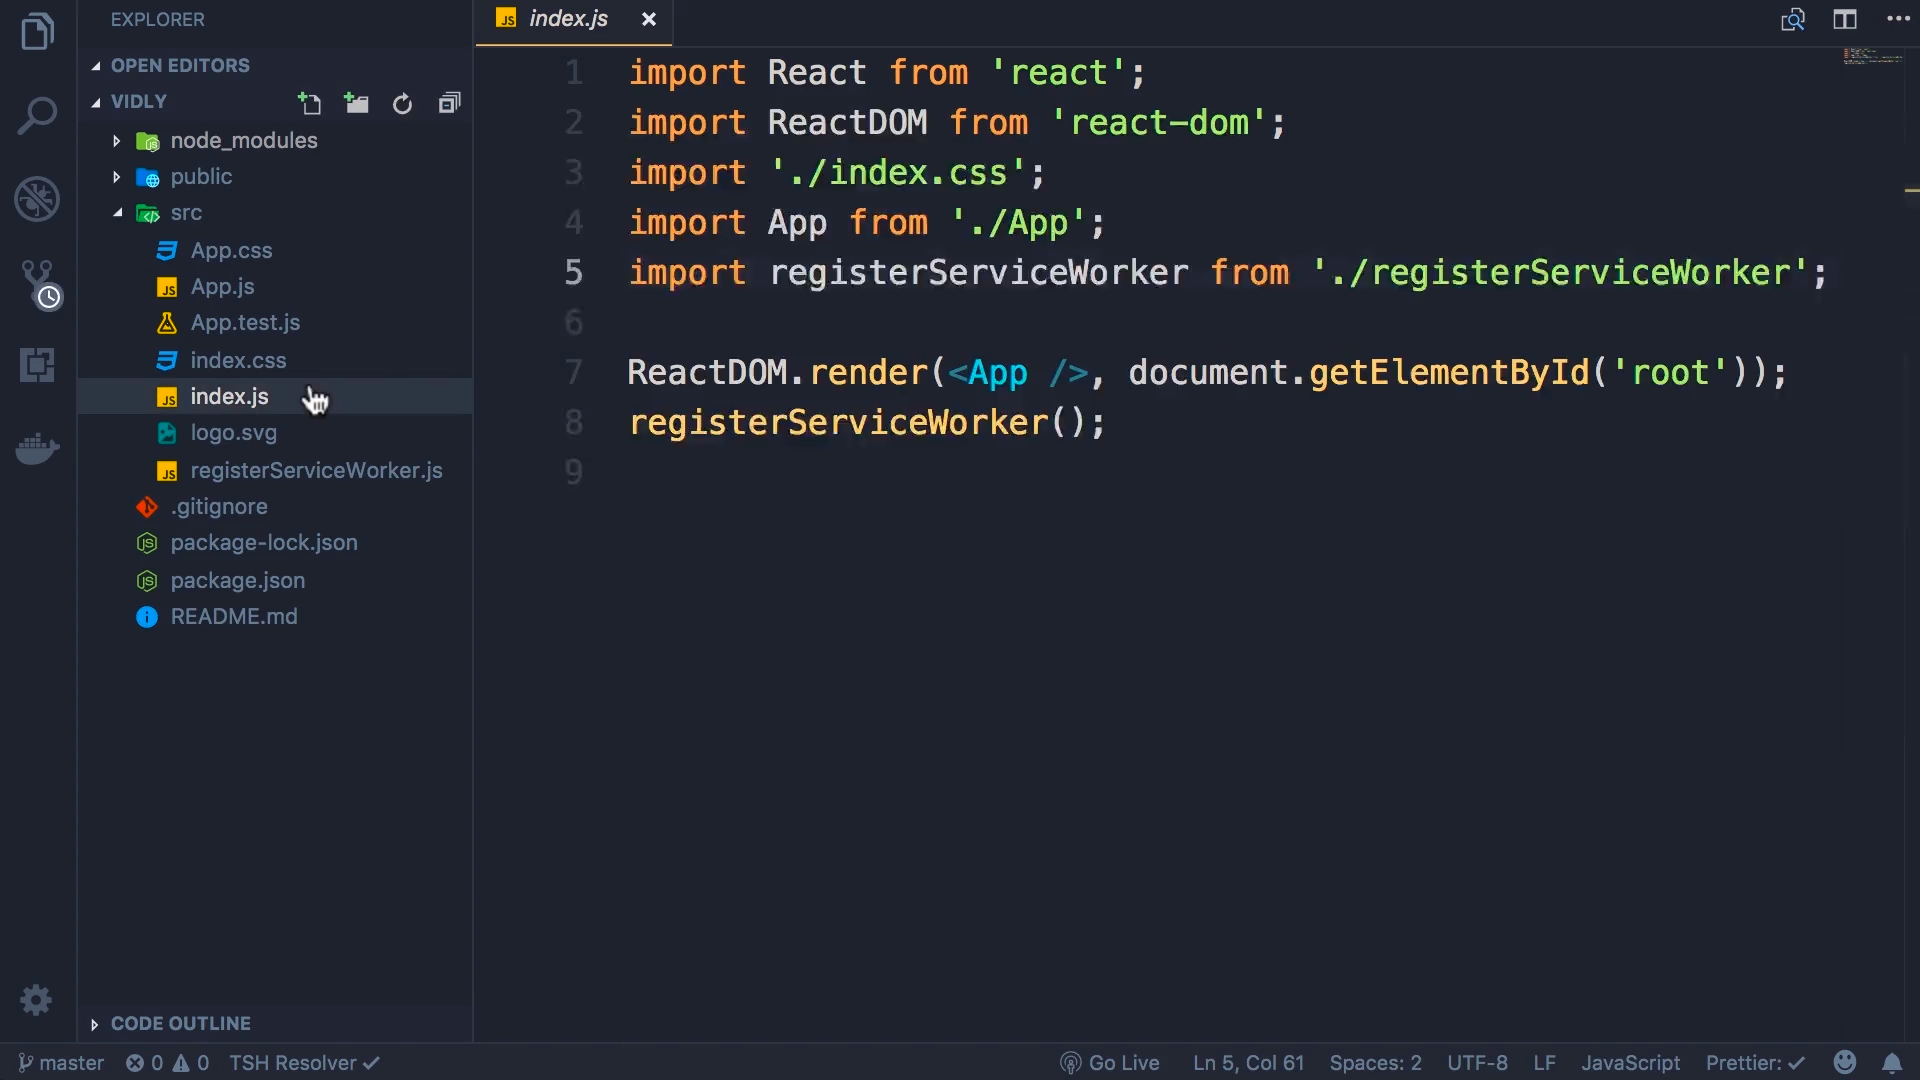 EXPLORER
OPEN EDITORS
VIDLY
node_modules
public
src
App.css
App.js
App.test.js
index.css
index.js
logo.svg
registerServiceWorker.js
.gitignore
package-lock.json
package.json
README.md
CODE OUTLINE
index.js
1 import React from 'react';
2 import ReactDOM from 'react-dom';
3 import './index.css';
4 import App from './App';
5 import registerServiceWorker from './registerServiceWorker';
6
7 ReactDOM.render(<App />, document.getElementById('root'));
8 registerServiceWorker();
9
master 0 0 TSH Resolver Go Live Ln 5, Col 61 Spaces: 2 UTF-8 LF JavaScript Prettier: